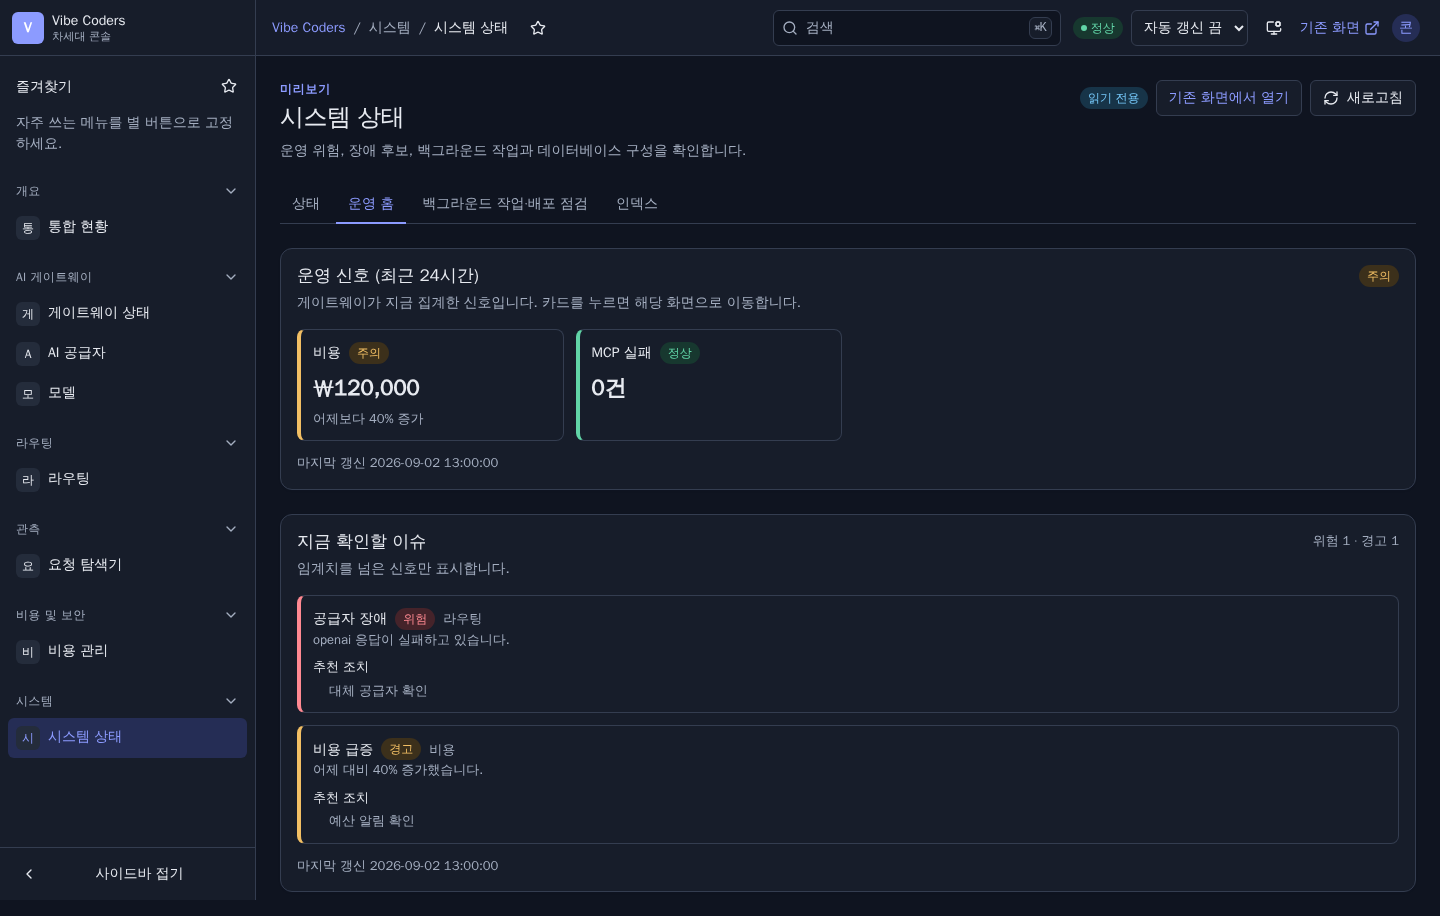 V
Vibe Coders
차세대 콘솔
Vibe Coders / 시스템 / 시스템 상태
검색
⌘K
정상
자동 갱신 끔
기존 화면
콘
즐겨찾기
자주 쓰는 메뉴를 별 버튼으로 고정
하세요.
개요
통 통합 현황
AI 게이트웨이
게 게이트웨이 상태
A AI 공급자
모 모델
라우팅
라 라우팅
관측
요 요청 탐색기
비용 및 보안
비 비용 관리
시스템
시 시스템 상태
사이드바 접기
미리보기
시스템 상태
운영 위험, 장애 후보, 백그라운드 작업과 데이터베이스 구성을 확인합니다.
읽기 전용
기존 화면에서 열기
새로고침
상태
운영 홈
백그라운드 작업·배포 점검
인덱스
운영 신호 (최근 24시간)
주의
게이트웨이가 지금 집계한 신호입니다. 카드를 누르면 해당 화면으로 이동합니다.
비용 주의
₩120,000
어제보다 40% 증가
MCP 실패 정상
0건
마지막 갱신 2026-09-02 13:00:00
지금 확인할 이슈
위험 1 · 경고 1
임계치를 넘은 신호만 표시합니다.
공급자 장애 위험 라우팅
openai 응답이 실패하고 있습니다.
추천 조치
대체 공급자 확인
비용 급증 경고 비용
어제 대비 40% 증가했습니다.
추천 조치
예산 알림 확인
마지막 갱신 2026-09-02 13:00:00